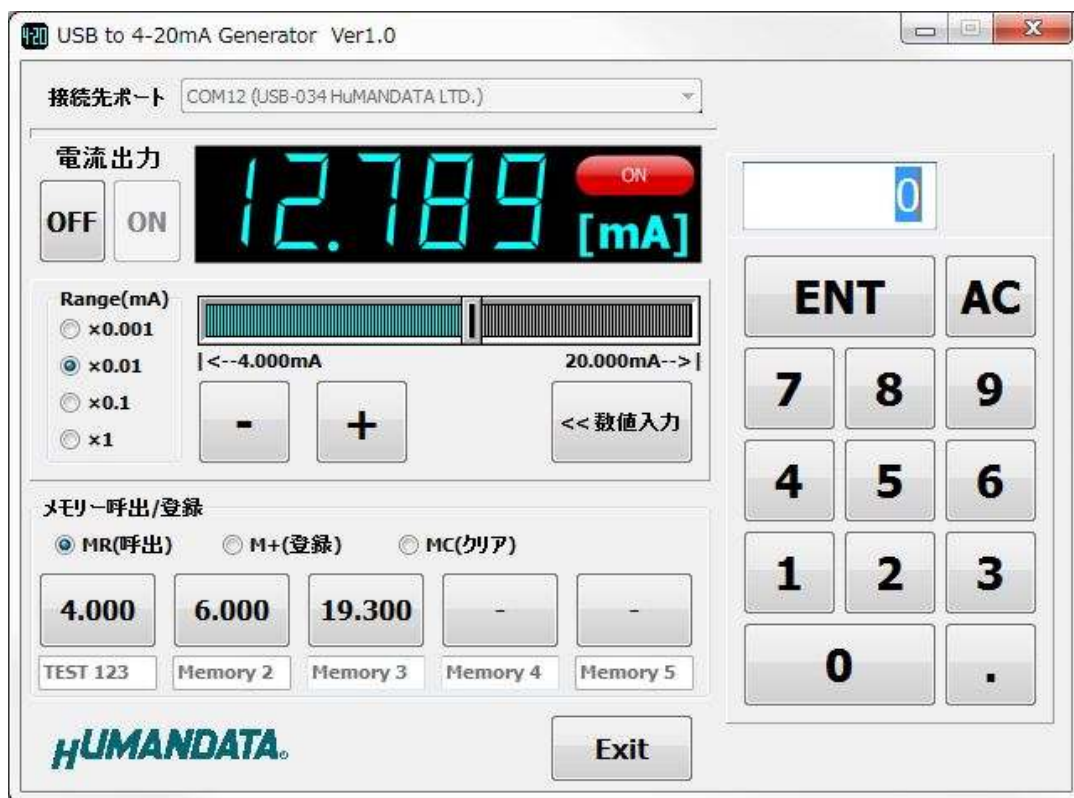 4-20 USB to 4-20mA Generator Ver1.0
X
接続先ポート COM12 (USB-034 HuMANDATA LTD.)
電流出力
OFF ON
12.789
ON
[mA]
Range(mA)
×0.001
×0.01
×0.1
×1
|<--4.000mA 20.000mA-->|
- +
<< 数値入力
メモリー呼出/登録
MR(呼出) M+(登録) MC(クリア)
4.000 6.000 19.300 - -
TEST 123 Memory 2 Memory 3 Memory 4 Memory 5
HUMANDATA®
Exit
0
ENT AC
7 8 9
4 5 6
1 2 3
0 .